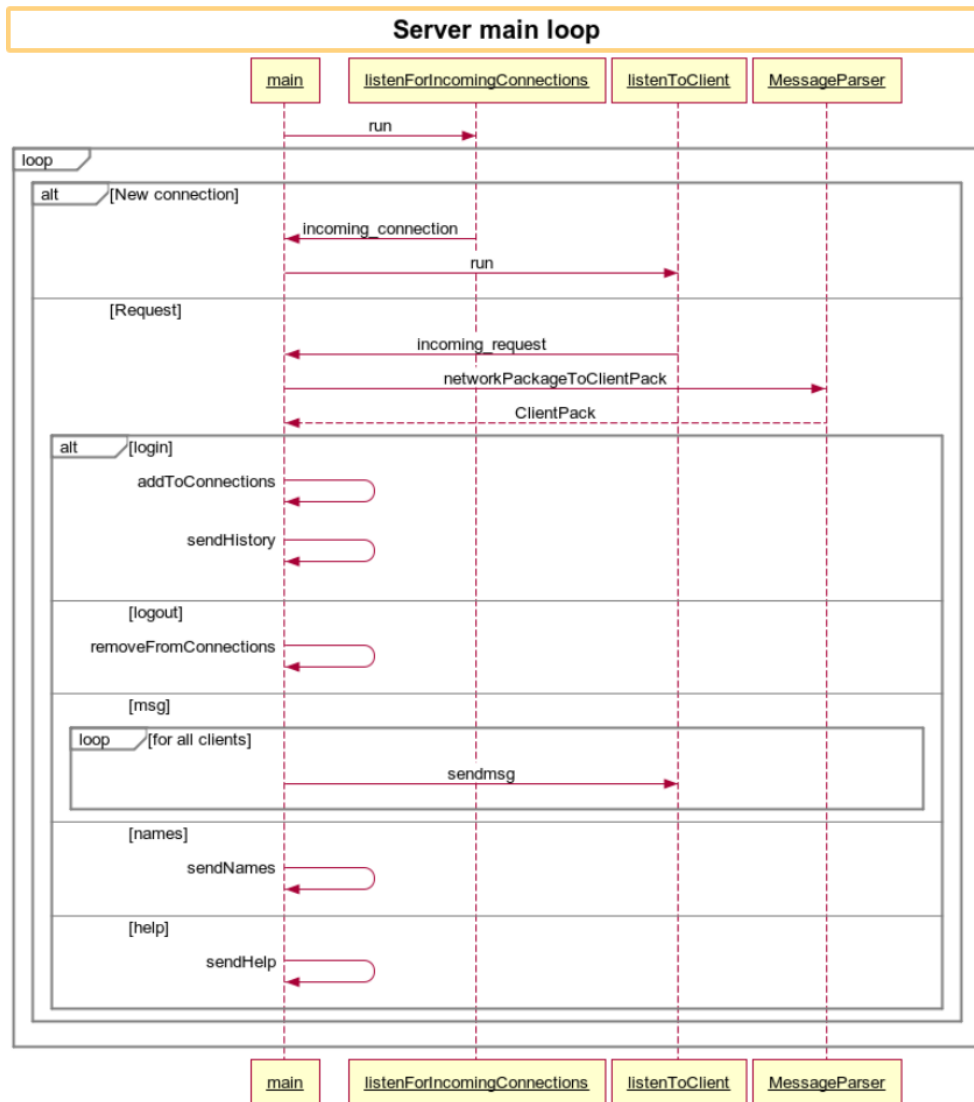 Server main loop
main listenForIncomingConnections listenToClient MessageParser
run
loop
alt [New connection]
incoming_connection
run
[Request]
incoming_request
networkPackageToClientPack
ClientPack
alt [login]
addToConnections
sendHistory
[logout]
removeFromConnections
[msg]
loop [for all clients]
sendmsg
[names]
sendNames
[help]
sendHelp
main listenForIncomingConnections listenToClient MessageParser